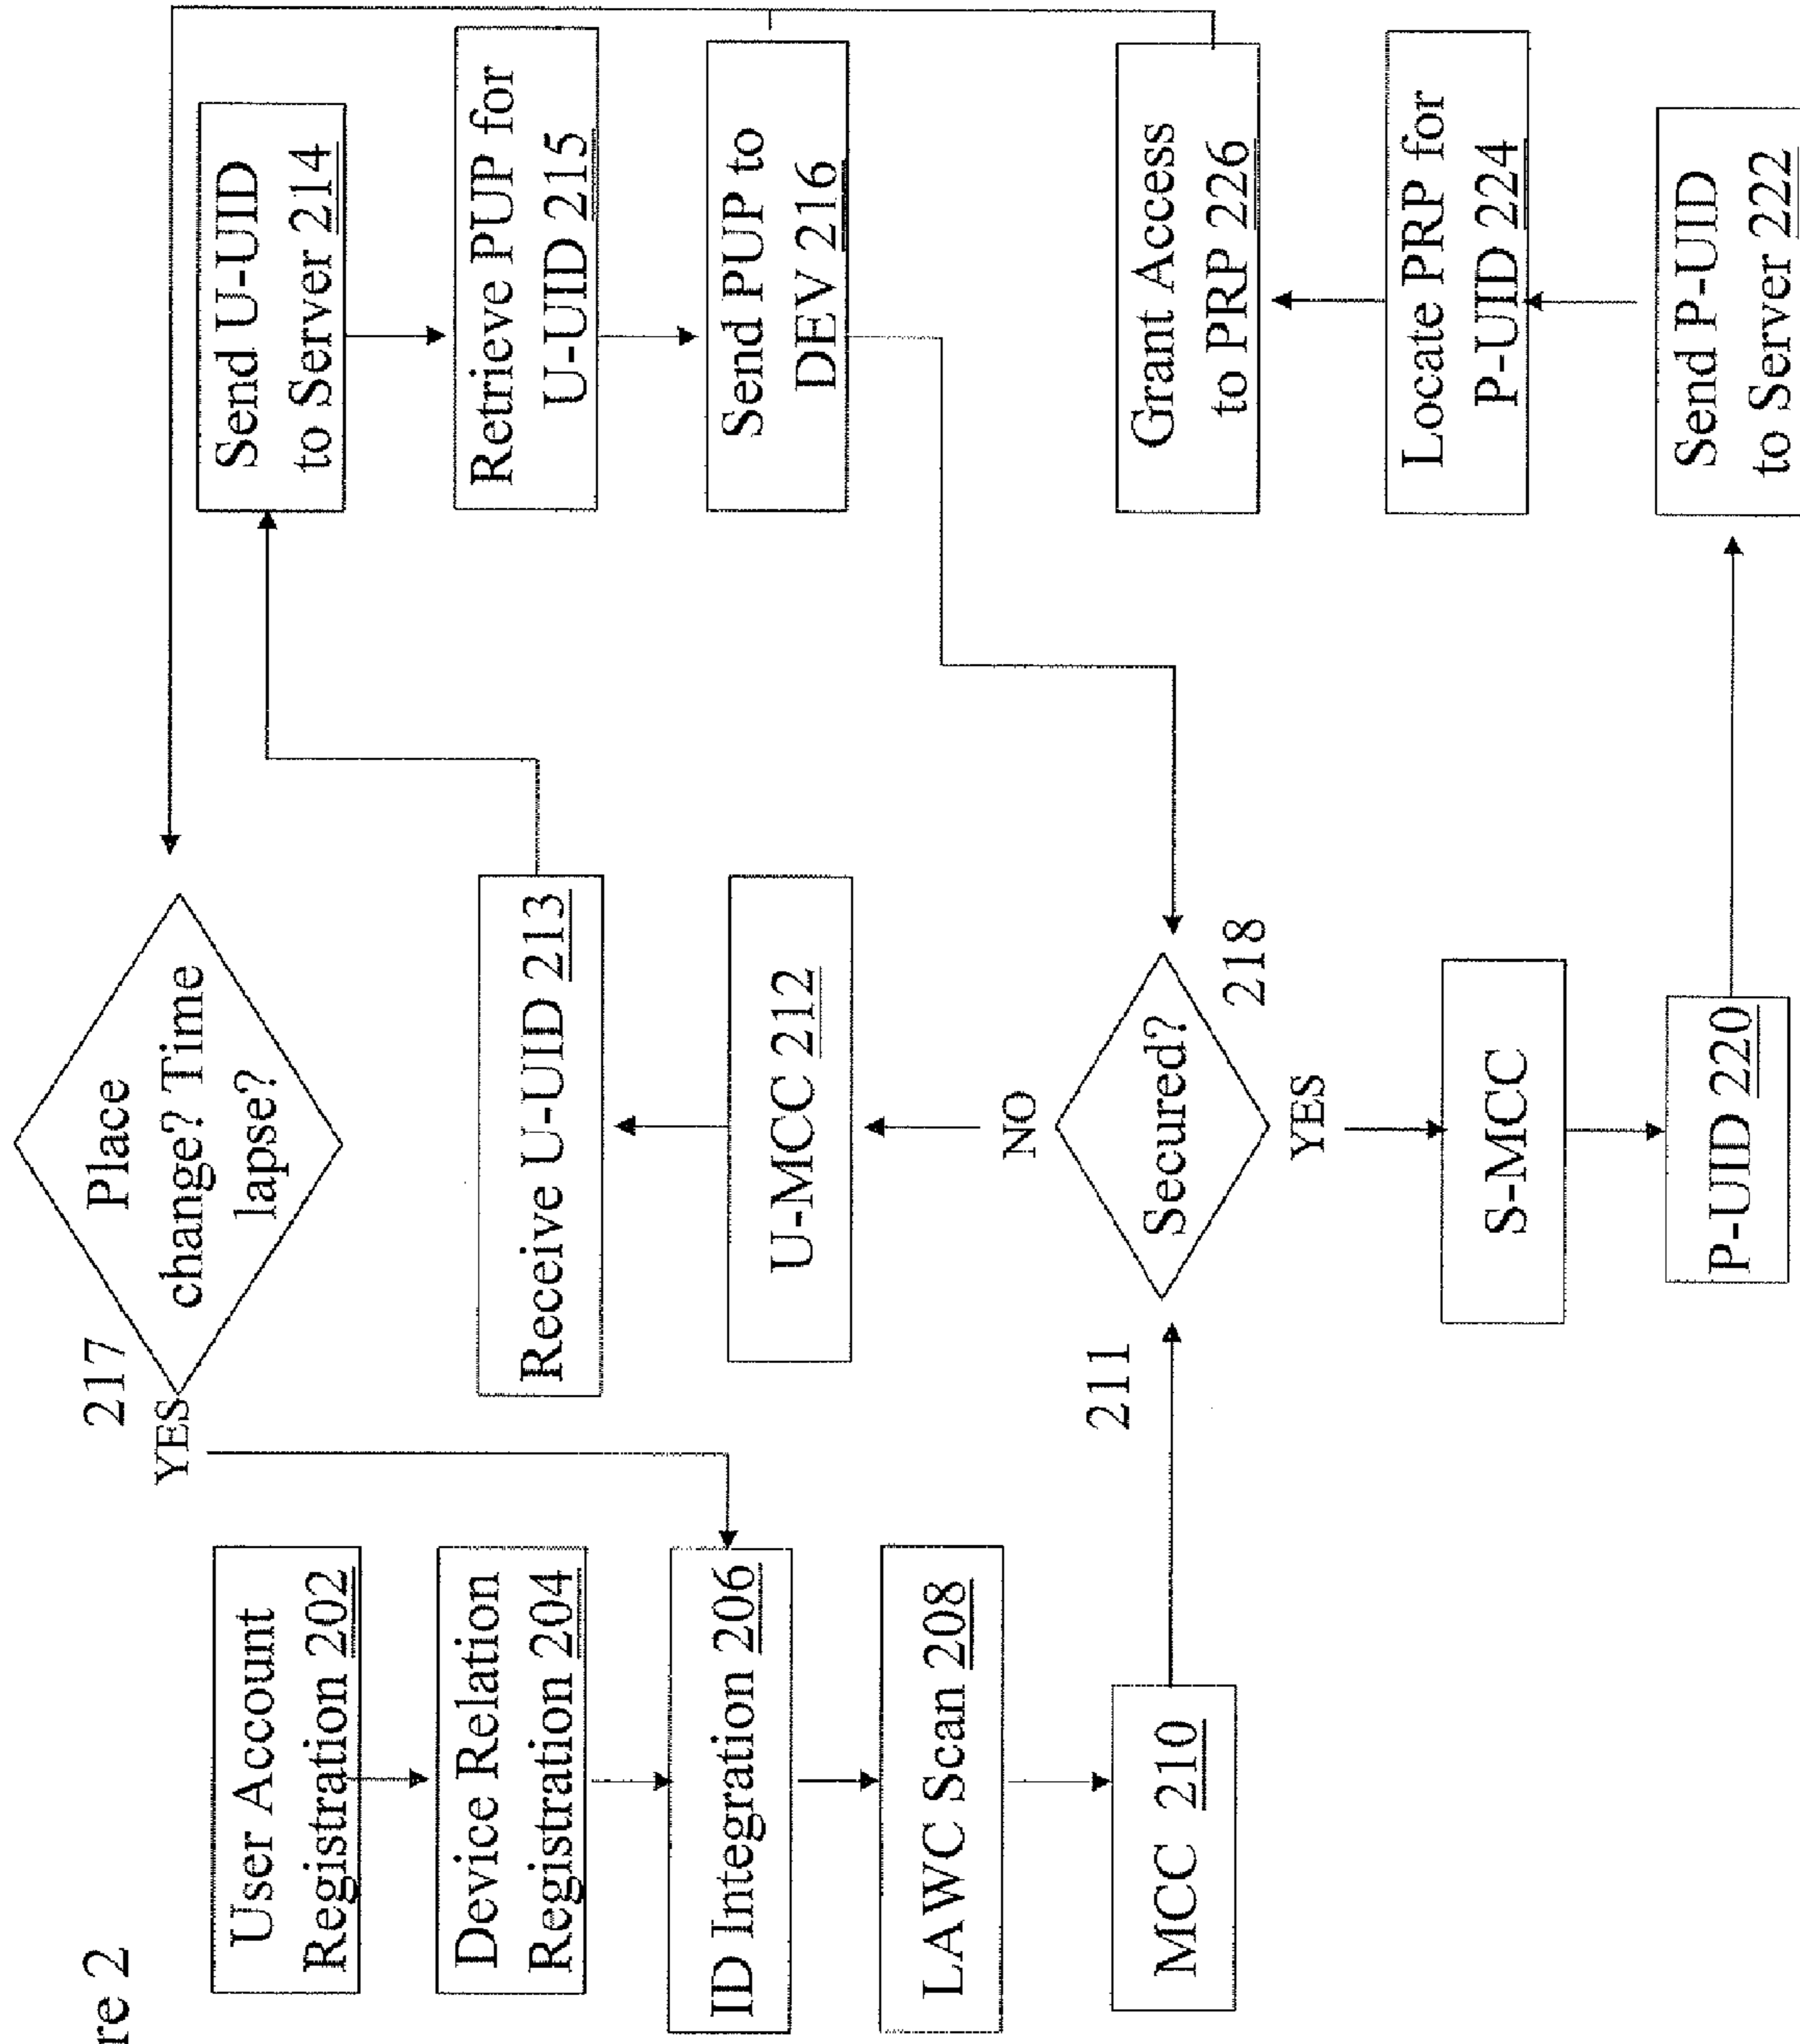 re 2
User Account
Registration 202
Device Relation
Registration 204
ID Integration 206
LAWC Scan 208
MCC 210
217
YES
Place
change? Time
lapse?
Receive U-UID 213
U-MCC 212
NO
211
Secured?
218
YES
S-MCC
P-UID 220
Send U-UID
to Server 214
Retrieve PUP for
U-UID 215
Send PUP to
DEV 216
Grant Access
to PRP 226
Locate PRP for
P-UID 224
Send P-UID
to Server 222